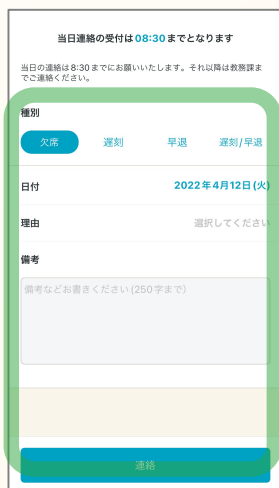 当日連絡の受付は08:30までとなります
当日の連絡は8:30までにお願いいたします。それ以降は教務課ま
でご連絡ください。
種別
欠席 遅刻 早退 遅刻/早退
日付 2022年4月12日(火)
理由 選択してください
備考
備考などお書きください(250字まで)
連絡